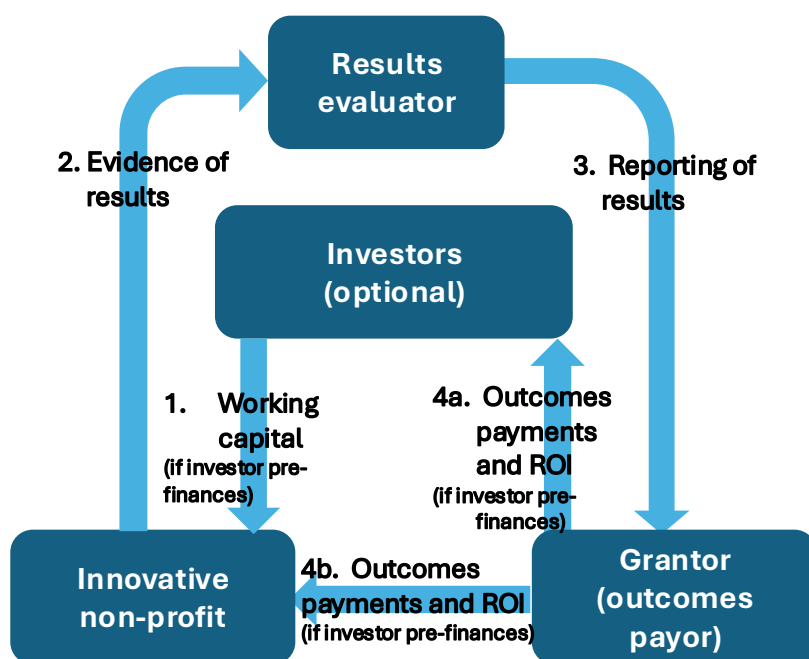 Results
evaluator
2. Evidence of
results
3. Reporting of
results
Investors
(optional)
1. Working
capital
(if investor pre-
finances)
4a. Outcomes
payments
and ROI
(if investor pre-
finances)
Innovative
non-profit
4b. Outcomes
payments and ROI
(if investor pre-finances)
Grantor
(outcomes
payor)